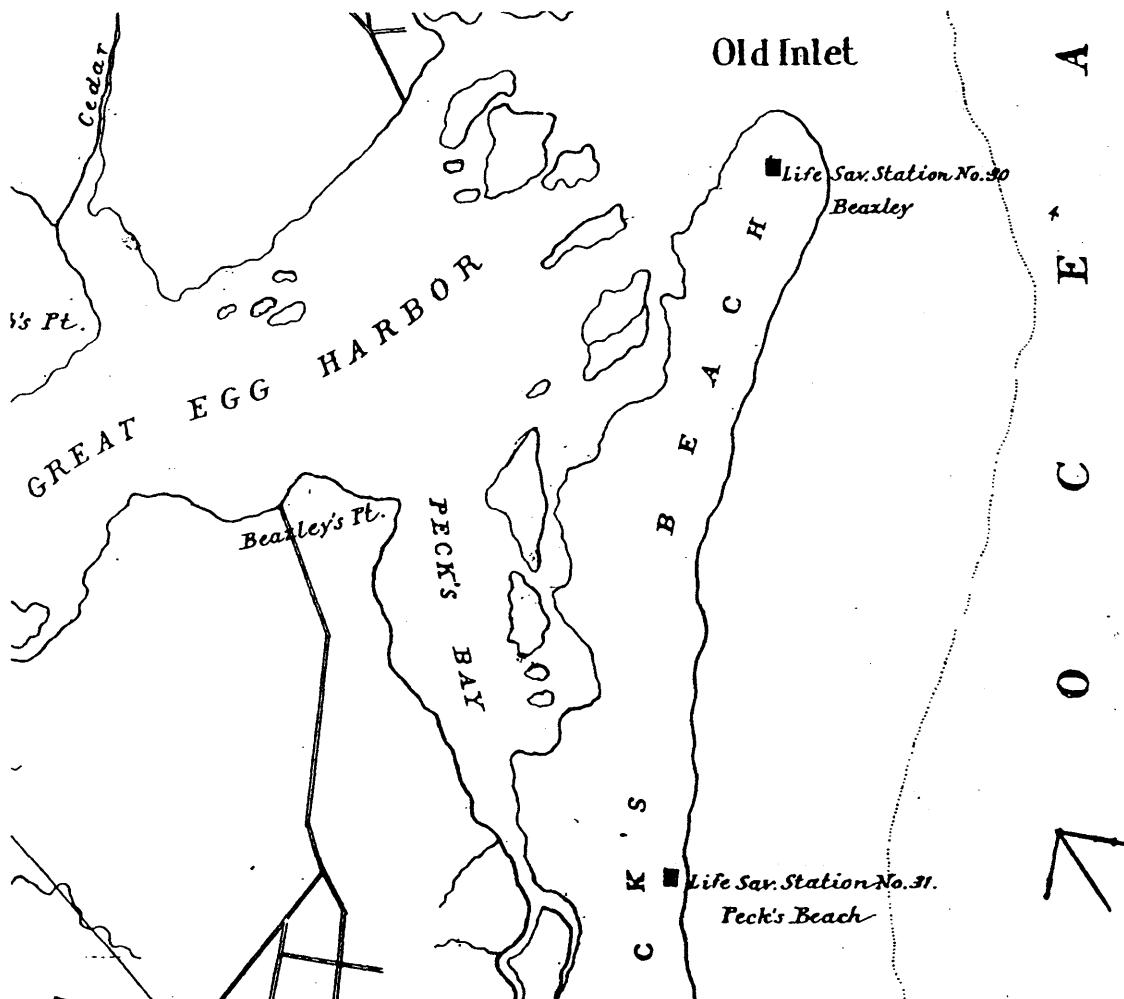 Old Inlet
Cedar
Life Sav. Station No. 30
Beazley
's Pt.
GREAT EGG HARBOR
Beazley's Pt.
PECK's BAY
CK'S BEACH
Life Sav. Station No. 31.
Peck's Beach
OCEA